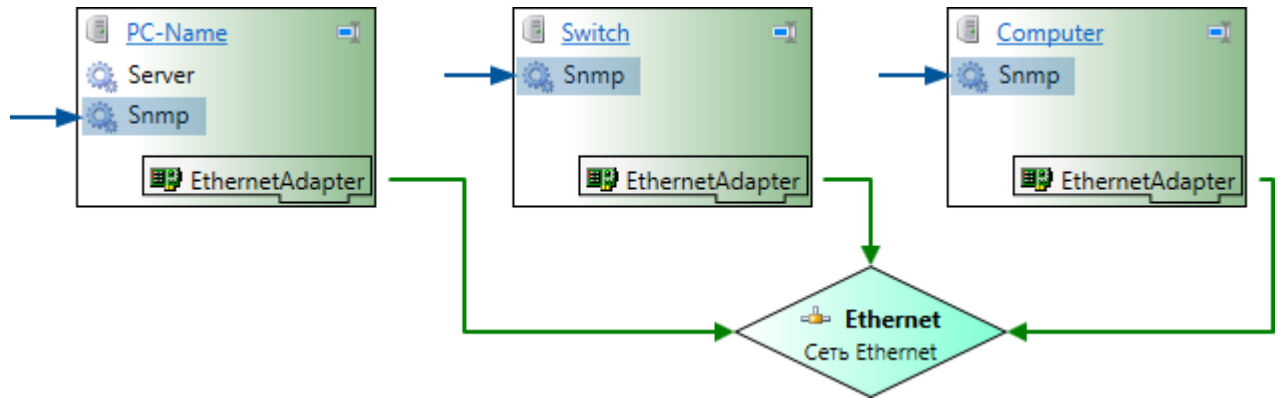 PC-Name
Server
Snmp
EthernetAdapter
Switch
Snmp
EthernetAdapter
Computer
Snmp
EthernetAdapter
Ethernet
Сеть Ethernet